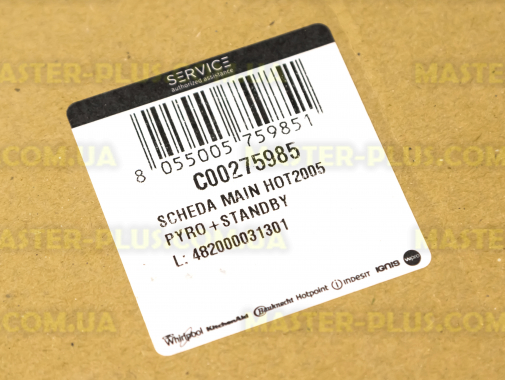 SERVICE
authorized assistance
8 055005 759851
C00275985
SCHEDA MAIN HOT2005
PYRO+STANDBY
L: 482000031301
Whirlpool KitchenAid Bauknecht Hotpoint indesit IGNIS
MASTER-PLUS.COM.UA